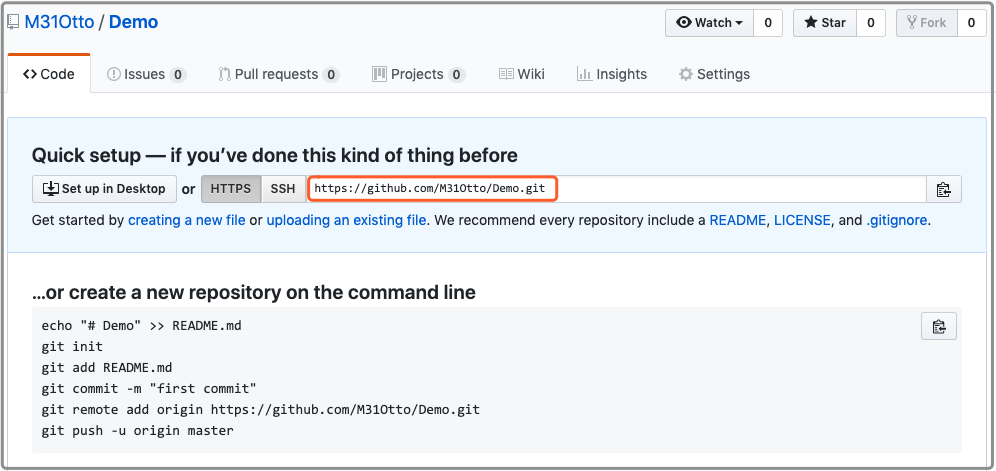 M31Otto / Demo
Watch 0 Star 0 Fork 0
Code Issues 0 Pull requests 0 Projects 0 Wiki Insights Settings
Quick setup — if you’ve done this kind of thing before
Set up in Desktop or HTTPS SSH https://github.com/M31Otto/Demo.git
Get started by creating a new file or uploading an existing file. We recommend every repository include a README, LICENSE, and .gitignore.
…or create a new repository on the command line
echo "# Demo" >> README.md
git init
git add README.md
git commit -m "first commit"
git remote add origin https://github.com/M31Otto/Demo.git
git push -u origin master